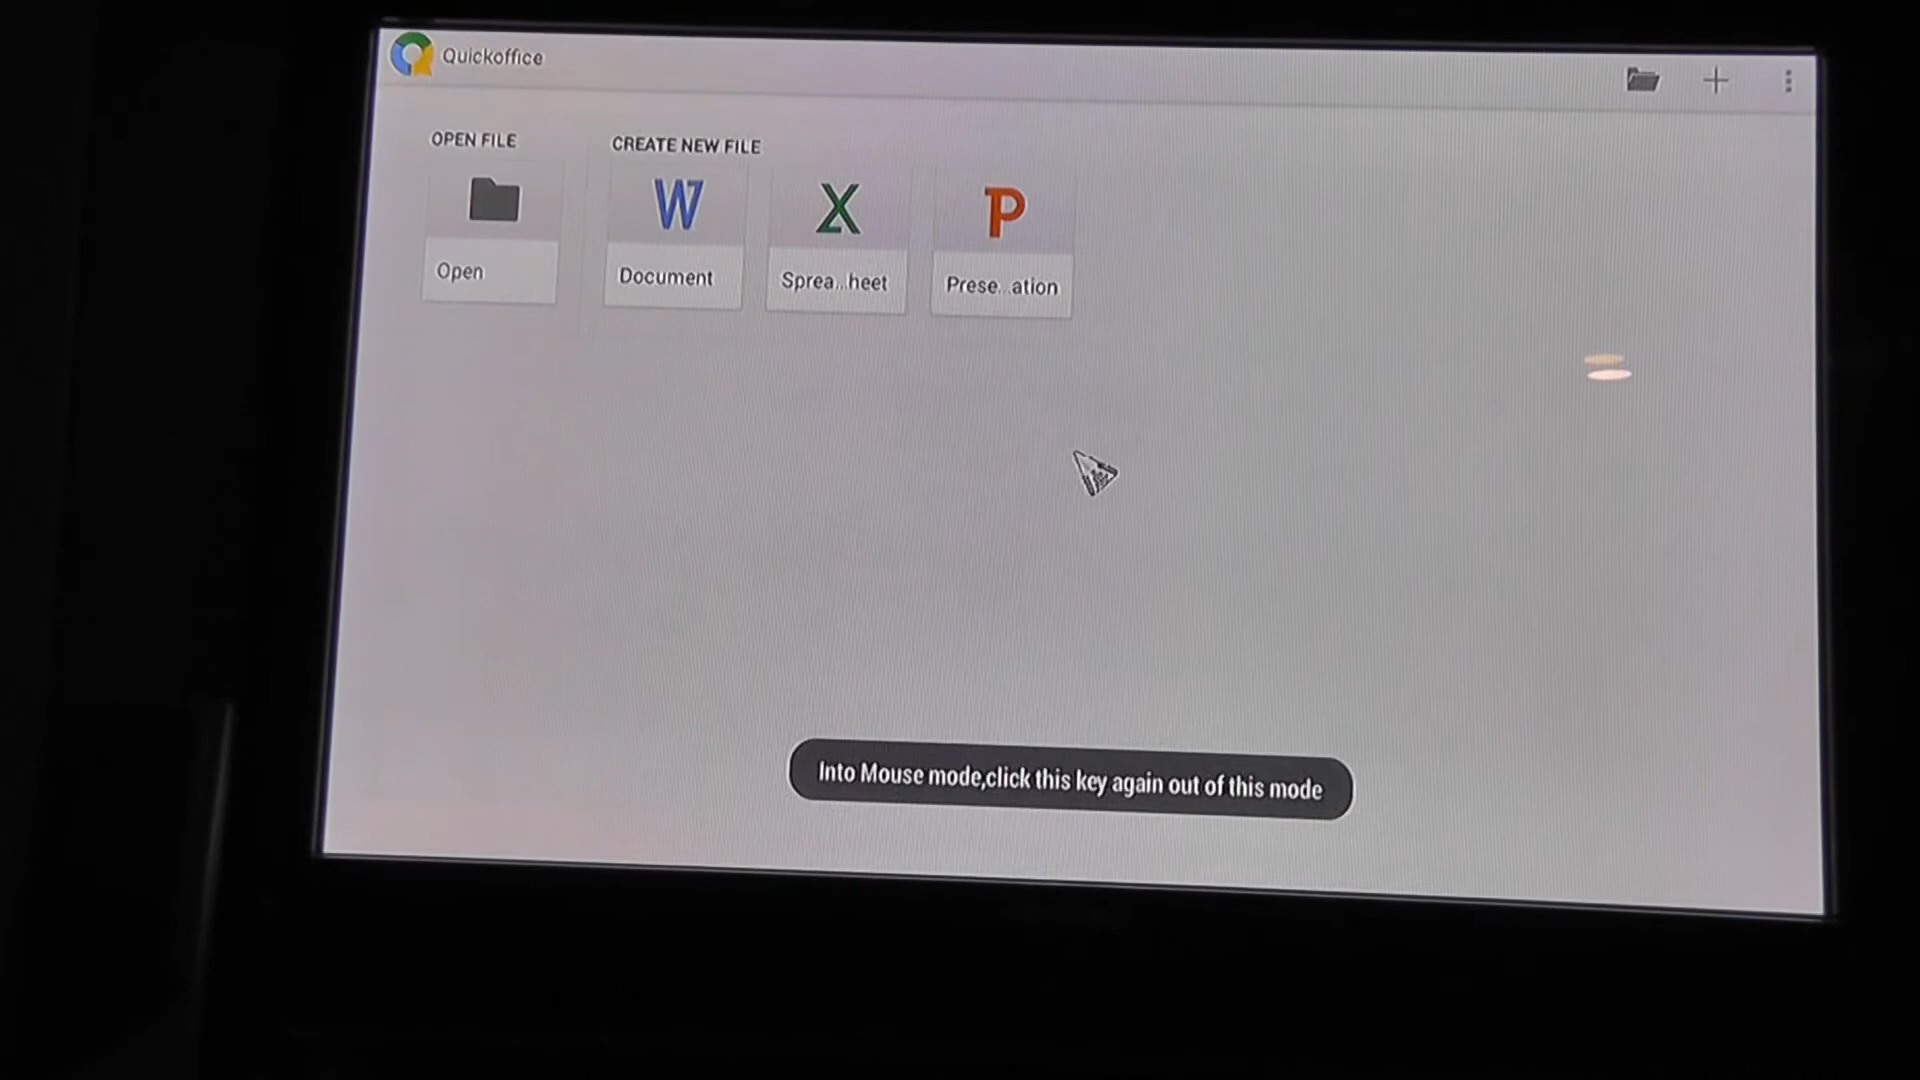 Quickoffice
OPEN FILE
CREATE NEW FILE
W
X
P
Open
Document
Sprea...heet
Prese...ation
Into Mouse mode,click this key again out of this mode